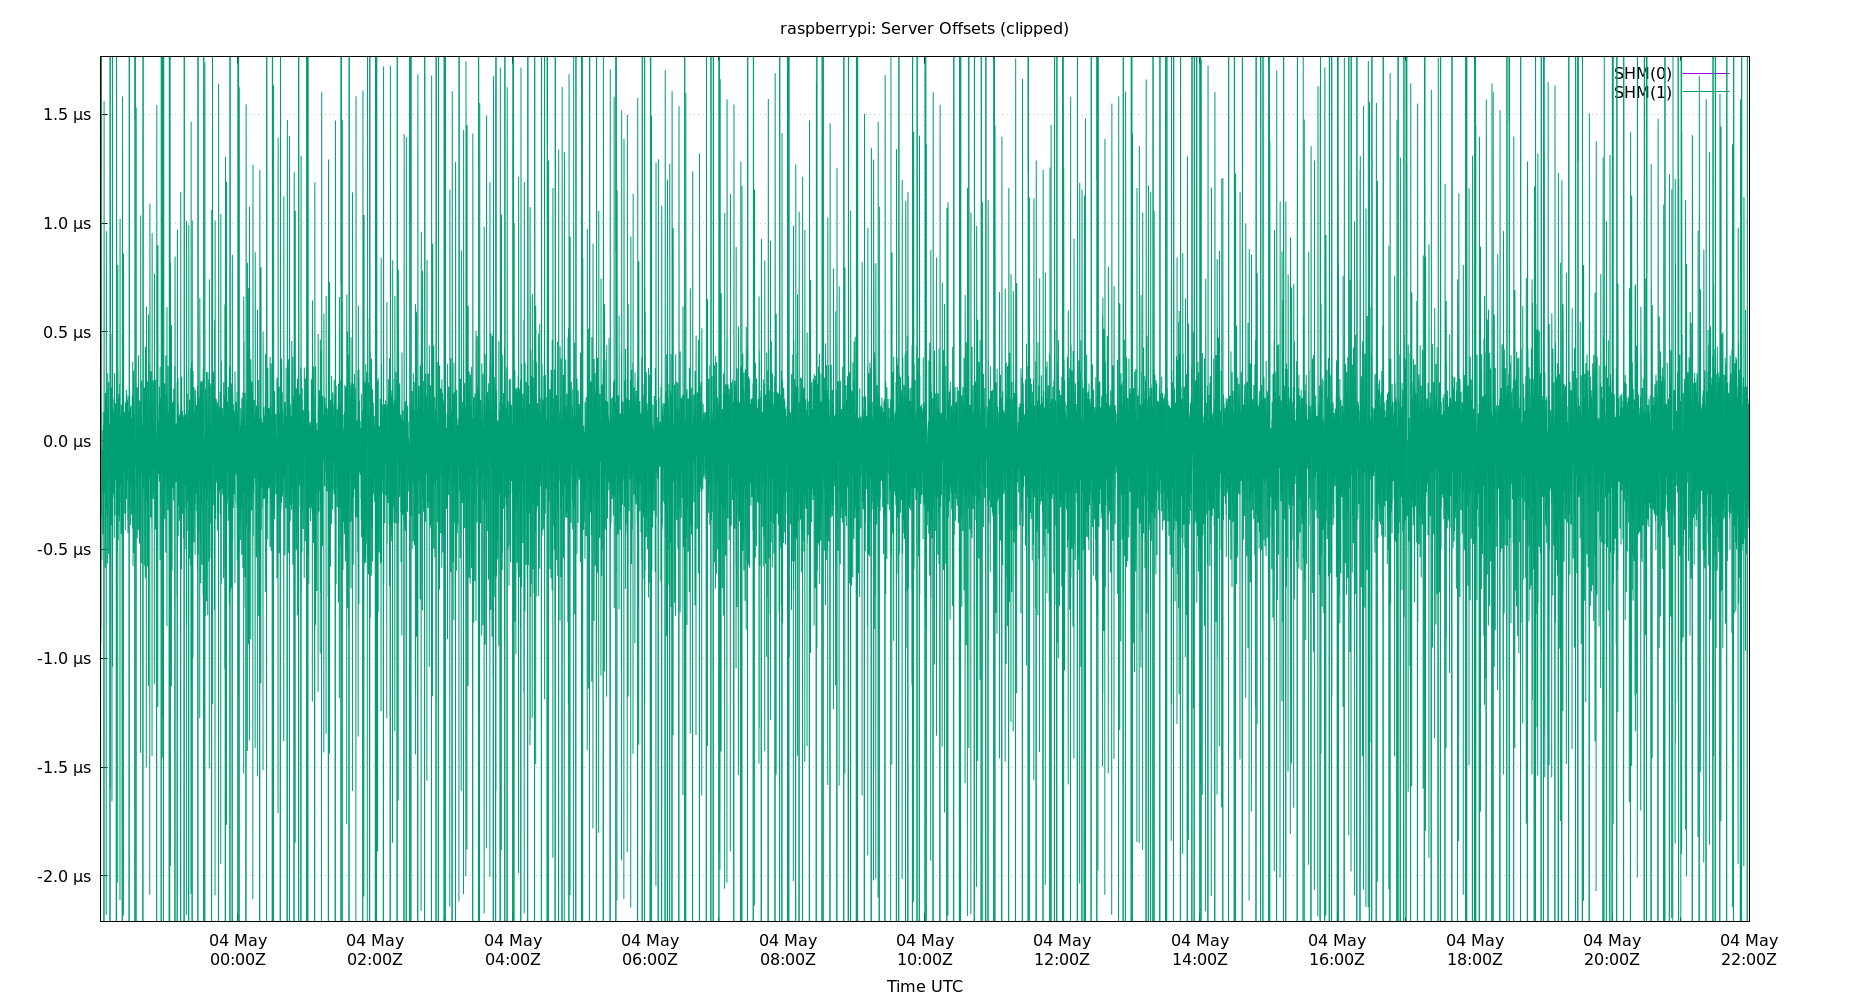 raspberrypi: Server Offsets (clipped)
SHM(0)
SHM(1)
1.5 µs
1.0 µs
0.5 µs
0.0 µs
-0.5 µs
-1.0 µs
-1.5 µs
-2.0 µs
04 May 04 May 04 May 04 May 04 May 04 May 04 May 04 May 04 May 04 May 04 May 04 May
00:00Z 02:00Z 04:00Z 06:00Z 08:00Z 10:00Z 12:00Z 14:00Z 16:00Z 18:00Z 20:00Z 22:00Z
Time UTC